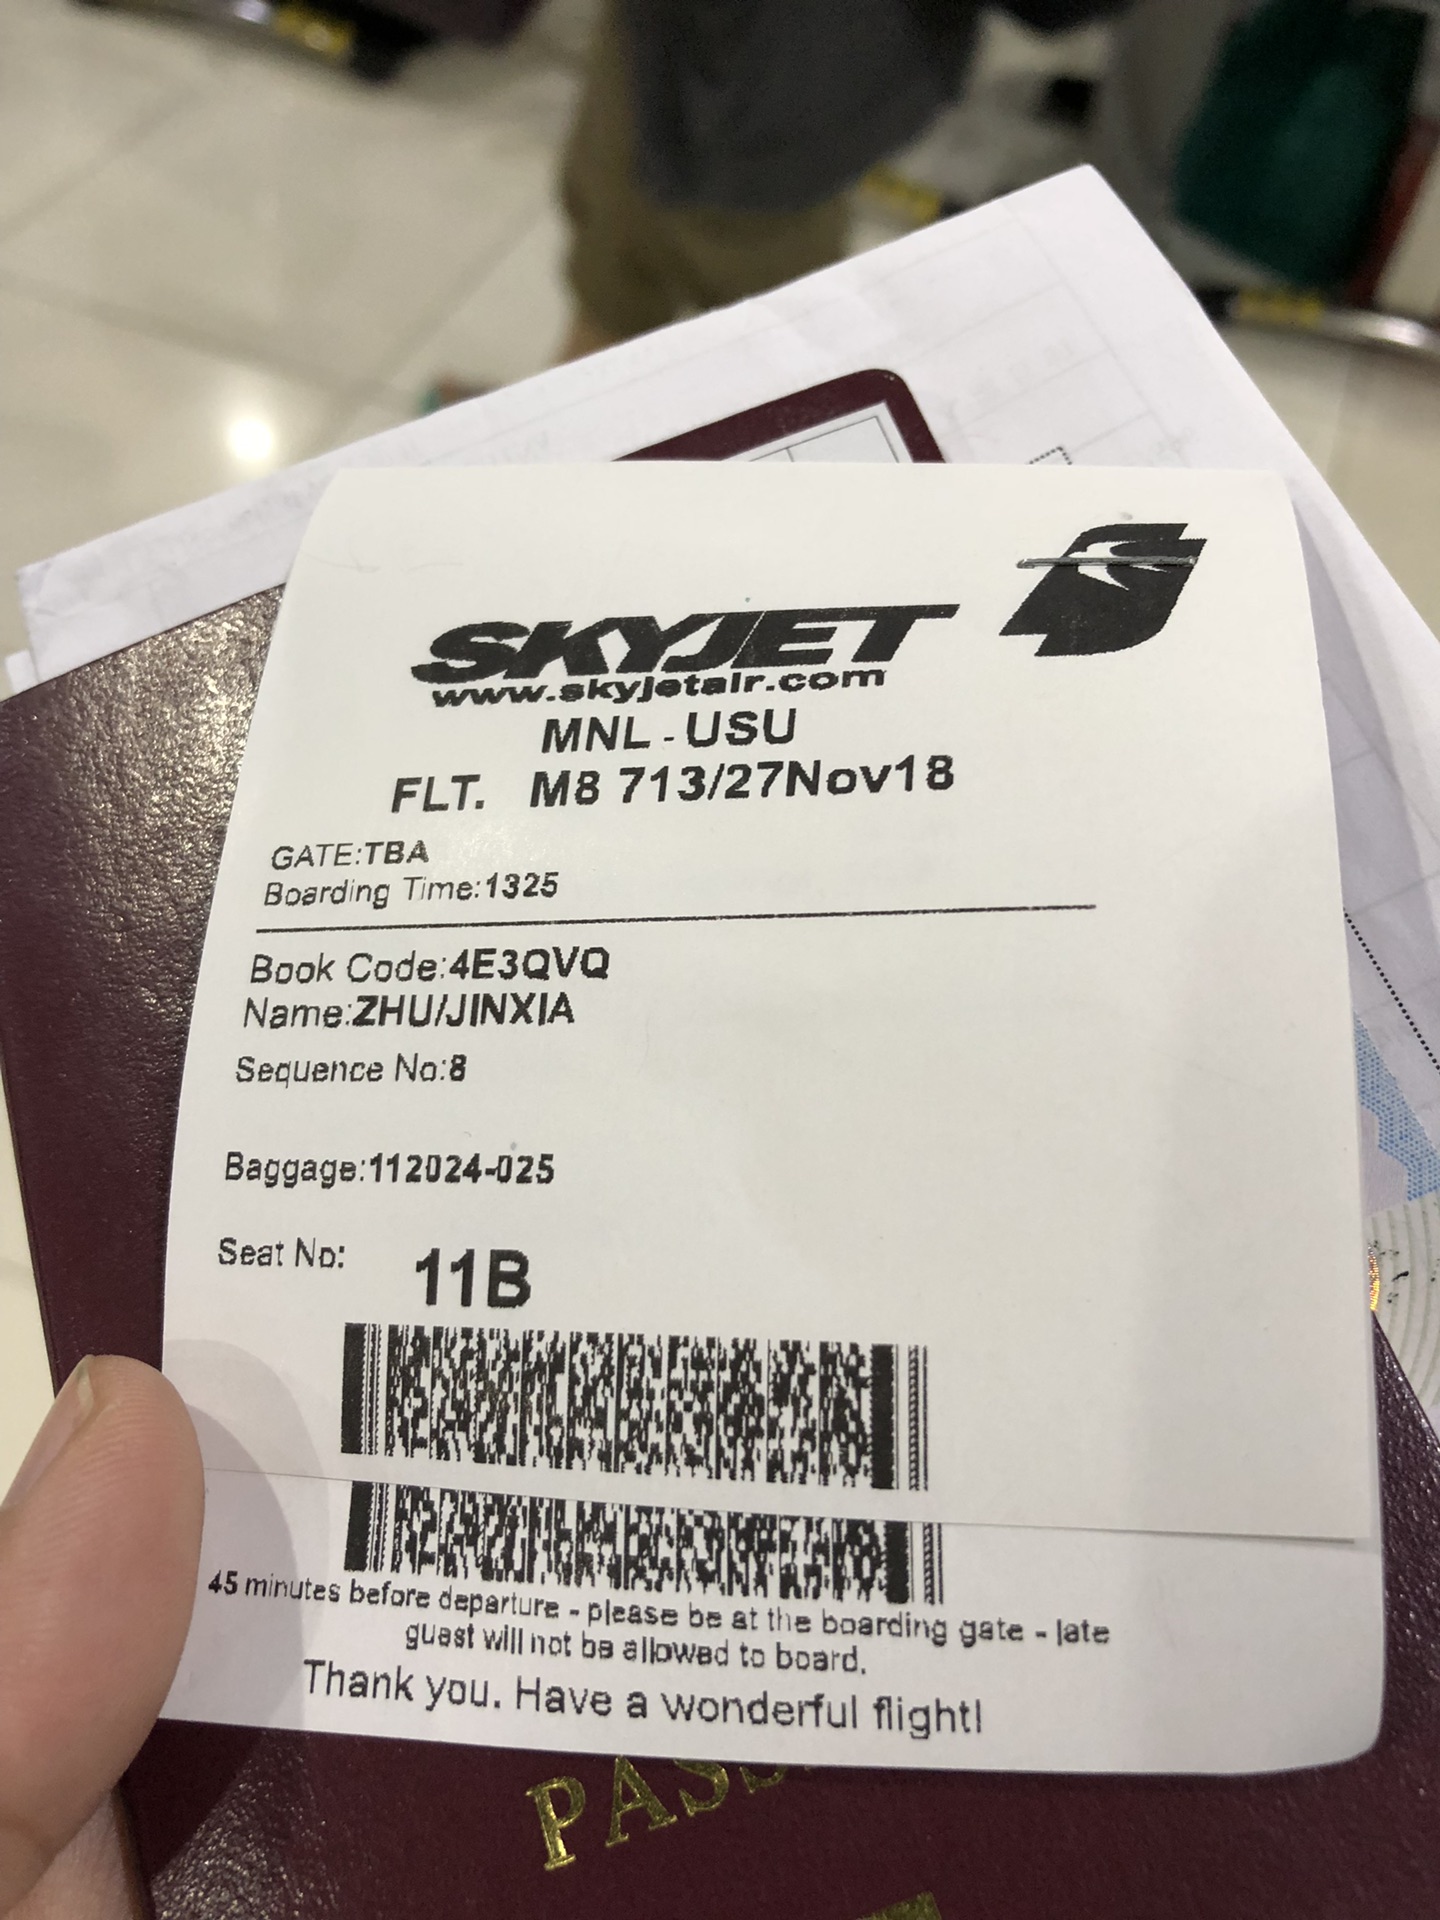 SKYJET
www.skyjetair.com
MNL - USU
FLT. M8 713/27Nov18
GATE:TBA
Boarding Time:1325
Book Code:4E3QVQ
Name:ZHU/JINXIA
Sequence No:8
Baggage:112024-025
Seat No: 11B
45 minutes before departure - please be at the boarding gate - late
guest will not be allowed to board.
Thank you. Have a wonderful flight!
PASS